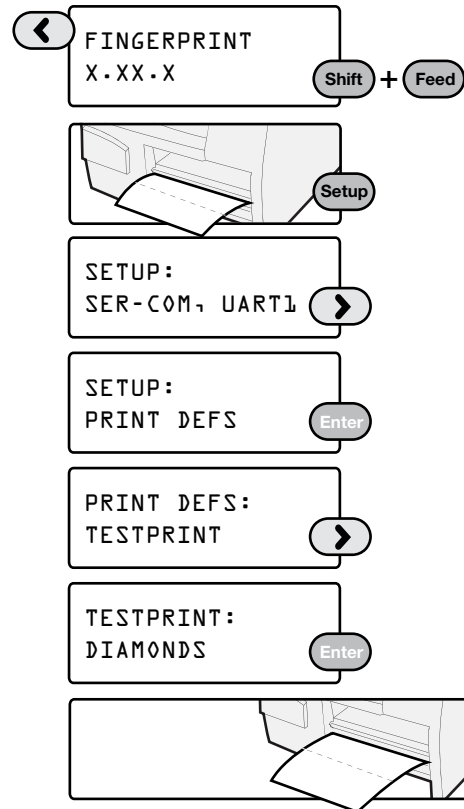 FINGERPRINT
X.XX.X
Shift + Feed
Setup
SETUP:
SER-COM, UART1
SETUP:
PRINT DEFS
Enter
PRINT DEFS:
TESTPRINT
TESTPRINT:
DIAMONDS
Enter